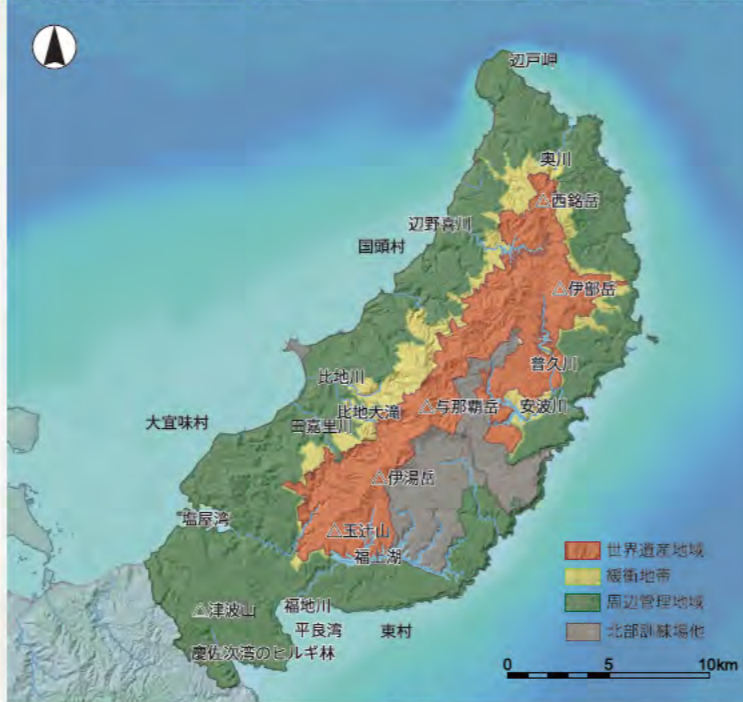 辺戸岬
奥川
△西銘岳
辺野喜川
国頭村
△伊部岳
普久川
比地川
大宜味村
比地大滝
△与那覇岳
安波川
田嘉里川
△伊湯岳
塩屋湾
△玉辻山
福上湖
△津波山
福地川
平良湾
東村
慶佐次湾のヒルギ林
世界遺産地域
緩衝地帯
周辺管理地域
北部訓練場他
0 5 10km